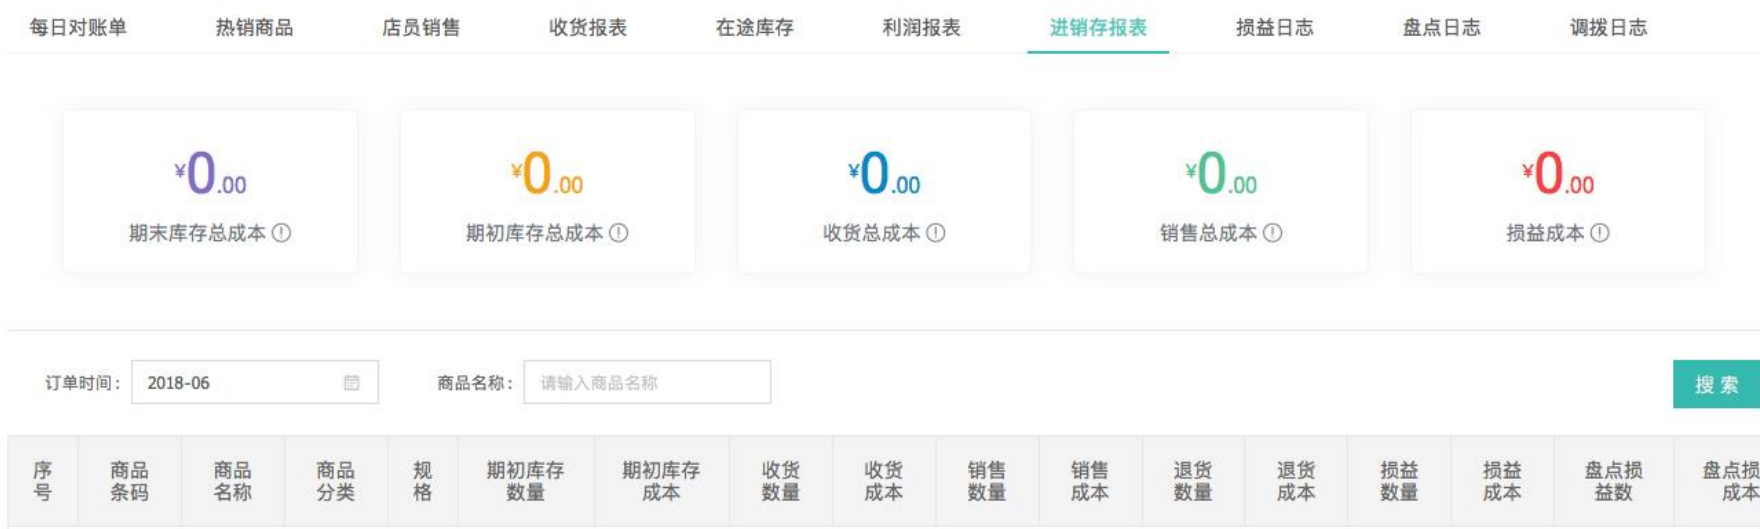 每日对账单 热销商品 店员销售 收货报表 在途库存 利润报表 进销存报表 损益日志 盘点日志 调拨日志
¥0.00 ¥0.00 ¥0.00 ¥0.00 ¥0.00
期末库存总成本 期初库存总成本 收货总成本 销售总成本 损益成本
订单时间: 2018-06 商品名称: 请输入商品名称 搜索
序 商品 商品 商品 规 期初库存 期初库存 收货 收货 销售 销售 退货 退货 损益 损益 盘点损 盘点损
号 条码 名称 分类 格 数量 成本 数量 成本 数量 成本 数量 成本 数量 成本 益数 成本